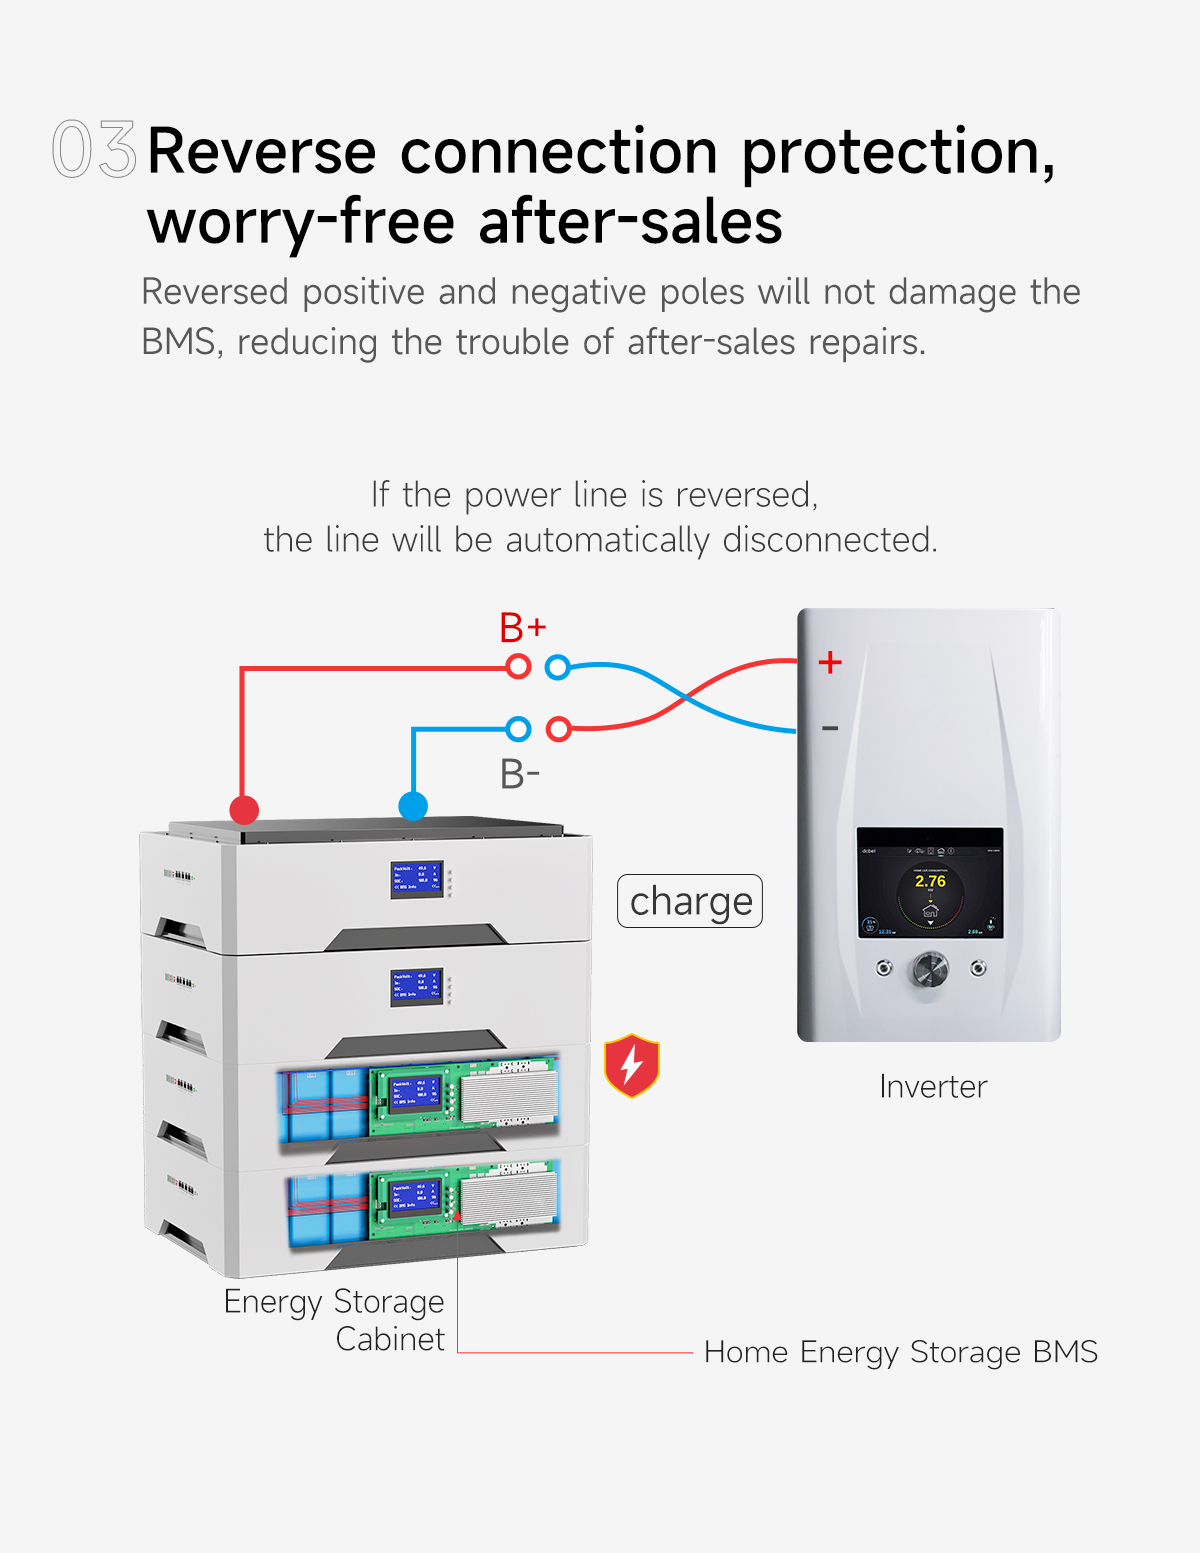 03
Reverse connection protection,
worry-free after-sales
Reversed positive and negative poles will not damage the
BMS, reducing the trouble of after-sales repairs.
If the power line is reversed,
the line will be automatically disconnected.
B+
B-
+
−
charge
2.76
Inverter
Energy Storage
Cabinet
Home Energy Storage BMS